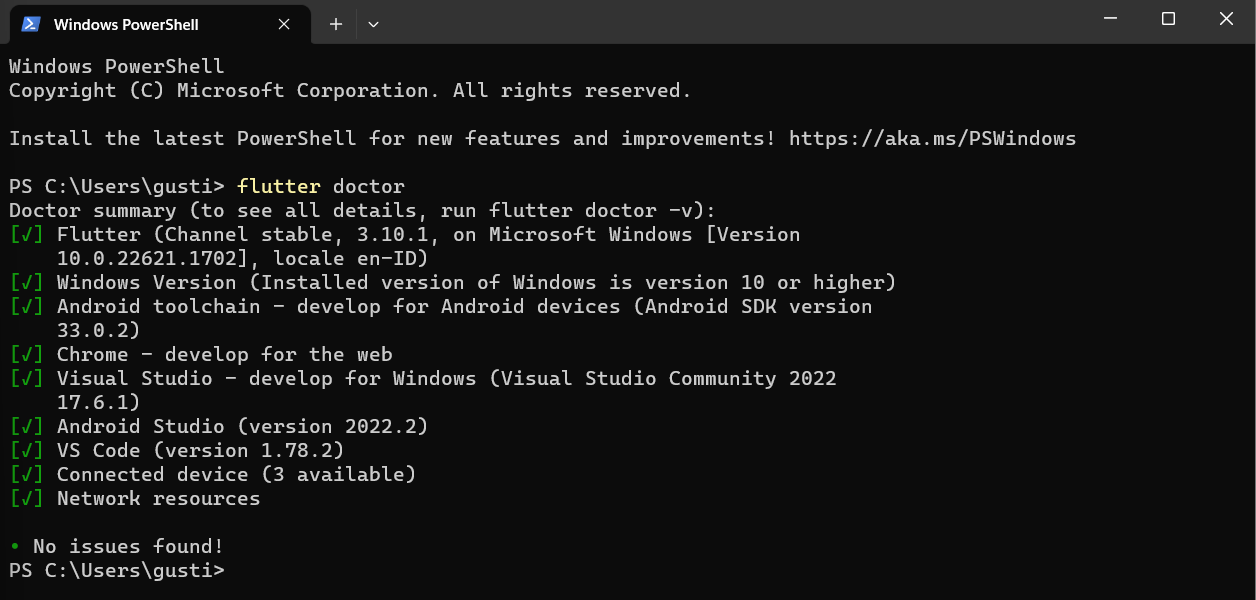 Windows PowerShell
Windows PowerShell
Copyright (C) Microsoft Corporation. All rights reserved.
Install the latest PowerShell for new features and improvements! https://aka.ms/PSWindows
PS C:\Users\gusti> flutter doctor
Doctor summary (to see all details, run flutter doctor -v):
[√] Flutter (Channel stable, 3.10.1, on Microsoft Windows [Version
10.0.22621.1702], locale en-ID)
[√] Windows Version (Installed version of Windows is version 10 or higher)
[√] Android toolchain - develop for Android devices (Android SDK version
33.0.2)
[√] Chrome - develop for the web
[√] Visual Studio - develop for Windows (Visual Studio Community 2022
17.6.1)
[√] Android Studio (version 2022.2)
[√] VS Code (version 1.78.2)
[√] Connected device (3 available)
[√] Network resources
• No issues found!
PS C:\Users\gusti>